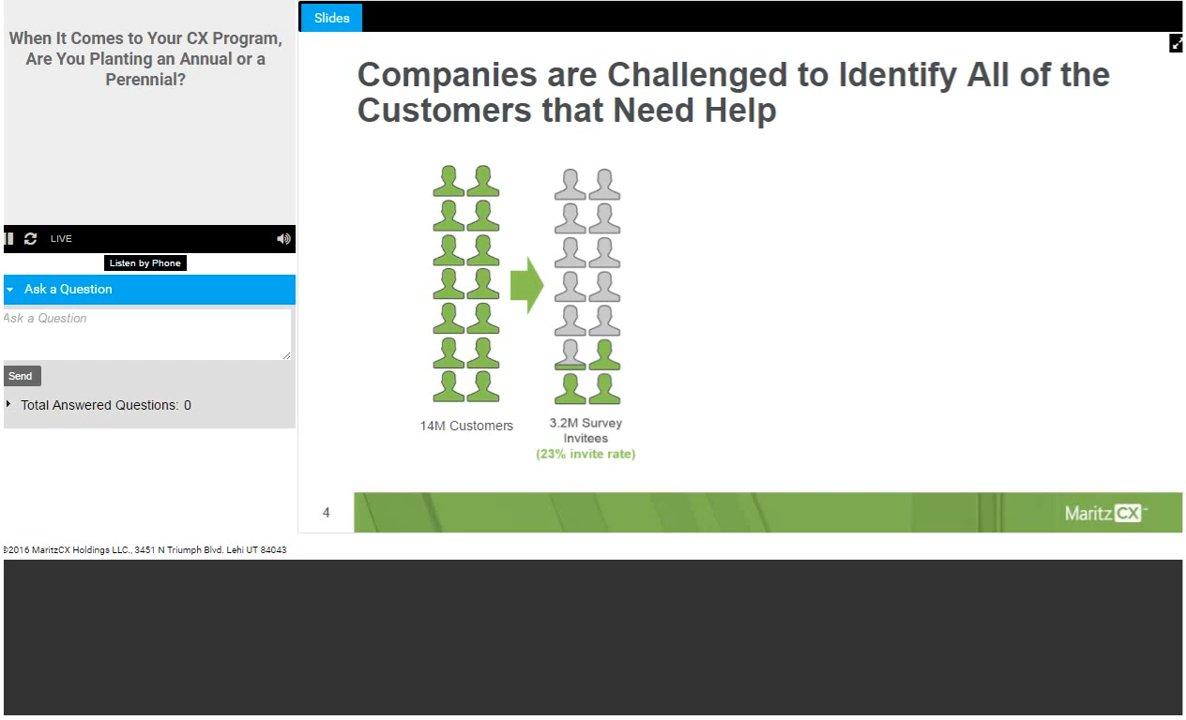 When It Comes to Your CX Program,
Are You Planting an Annual or a
Perennial?
LIVE
Listen by Phone
Ask a Question
Ask a Question
Send
Total Answered Questions: 0
Slides
Companies are Challenged to Identify All of the
Customers that Need Help
14M Customers
3.2M Survey
Invitees
(23% invite rate)
4
MaritzCX
©2016 MaritzCX Holdings LLC., 3451 N Triumph Blvd. Lehi UT 84043